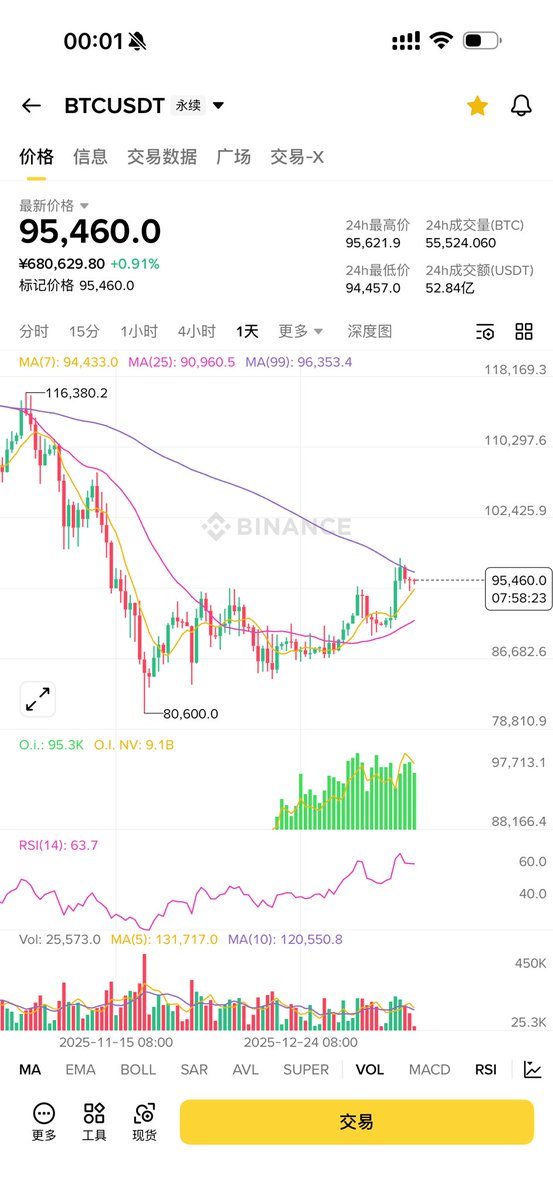 00:01
BTCUSDT 永续
价格 信息 交易数据 广场 交易-X
最新价格
95,460.0
¥680,629.80 +0.91%
标记价格 95,460.0
24h最高价 24h成交量(BTC)
95,621.9 55,524.060
24h最低价 24h成交额(USDT)
94,457.0 52.84亿
分时 15分 1小时 4小时 1天 更多 深度图
MA(7): 94,433.0 MA(25): 90,960.5 MA(99): 96,353.4
118,169.3
116,380.2
110,297.6
102,425.9
BINANCE
95,460.0
07:58:23
86,682.6
80,600.0
78,810.9
O.i.: 95.3K O.I. NV: 9.1B
97,713.1
88,166.4
RSI(14): 63.7
60.0
40.0
Vol: 25,573.0 MA(5): 131,717.0 MA(10): 120,550.8
450K
25.3K
2025-11-15 08:00 2025-12-24 08:00
MA EMA BOLL SAR AVL SUPER VOL MACD RSI
更多 工具 现货 交易